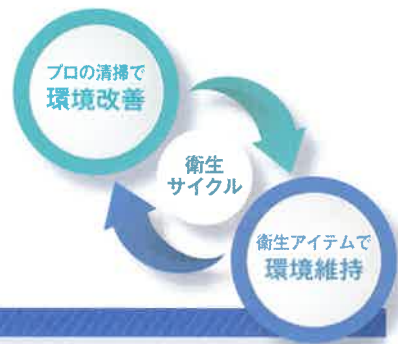 プロの清掃で
環境改善
衛生
サイクル
衛生アイテムで
環境維持